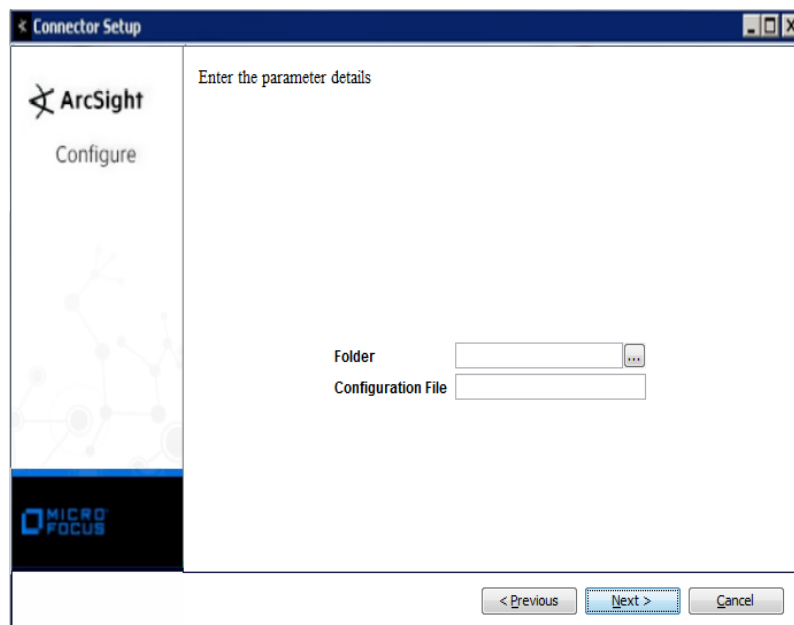 Connector Setup
ArcSight
Configure
Enter the parameter details
Folder
...
Configuration File
MICRO
FOCUS
< Previous
Next >
Cancel